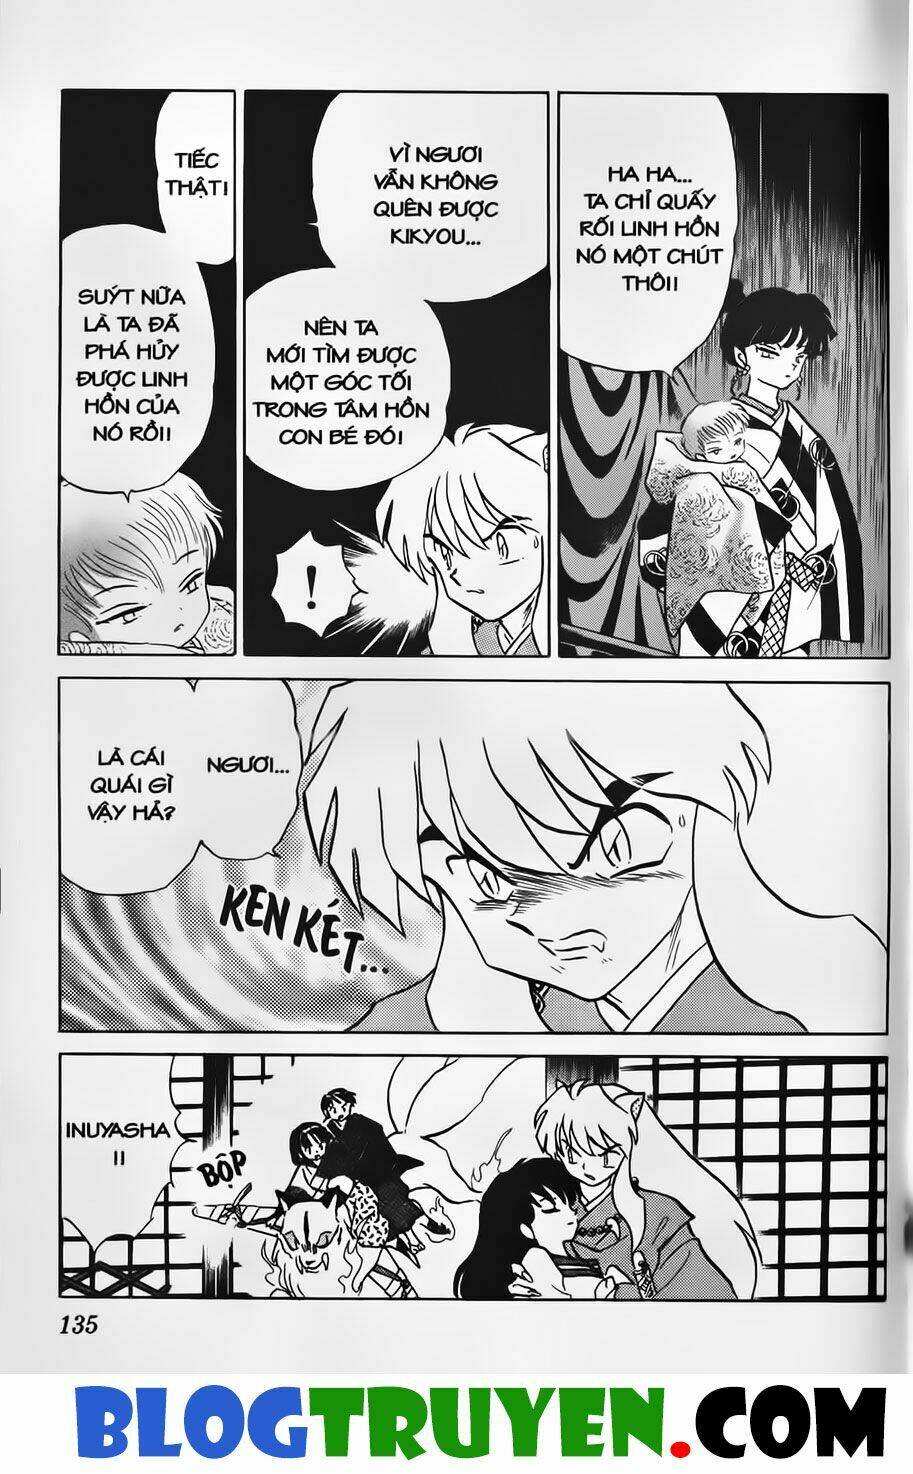 HA HA...
TA CHỈ QUẤY
RỐI LINH HỒN
NÓ MỘT CHÚT
THÔI!
VÌ NGƯƠI
VẪN KHÔNG
QUÊN ĐƯỢC
KIKYOU...
NÊN TA
MỚI TÌM ĐƯỢC
MỘT GÓC TỐI
TRONG TÂM HỒN
CON BÉ ĐÓ!
!
TIẾC
THẬT!
SUÝT NỮA
LÀ TA ĐÃ
PHÁ HỦY
ĐƯỢC LINH
HỒN CỦA
NÓ RỒI!
NGƯƠI...
LÀ CÁI
QUÁI GÌ
VẬY HẢ?
KEN KÉT...
INUYASHA
!!
BỘP
135
BLOGTRUYEN.COM